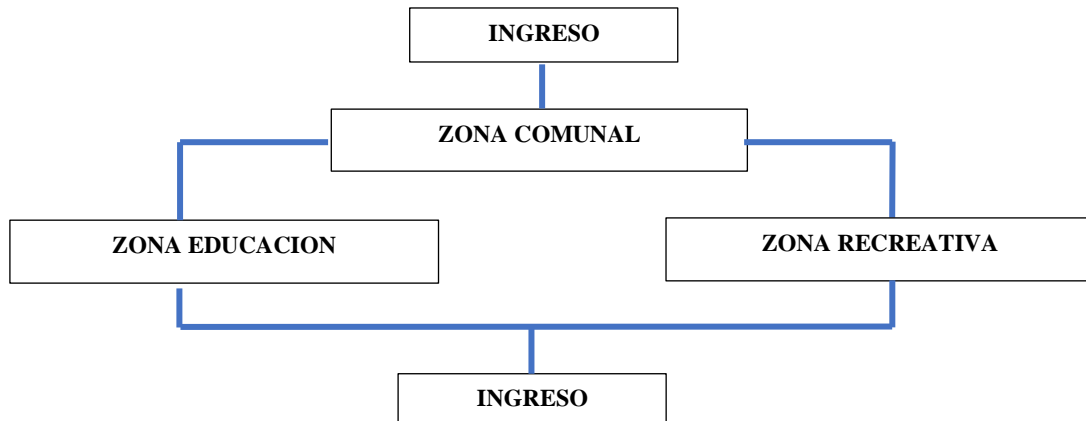 INGRESO
ZONA COMUNAL
ZONA EDUCACION
ZONA RECREATIVA
INGRESO